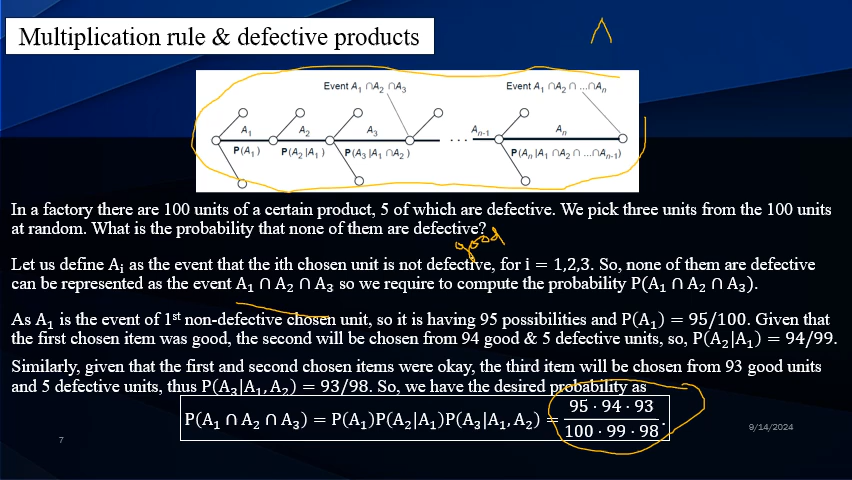 Multiplication rule & defective products
Event A₁ ∩A₂ ∩A₃
Event A₁ ∩A₂ ∩ ...∩Aₙ
A₁ A₂ A₃ ... Aₙ₋₁ Aₙ
P(A₁) P(A₂|A₁) P(A₃|A₁ ∩A₂) P(Aₙ|A₁ ∩A₂∩ ...∩Aₙ₋₁)
In a factory there are 100 units of a certain product, 5 of which are defective. We pick three units from the 100 units
at random. What is the probability that none of them are defective?
good
Let us define Aᵢ as the event that the ith chosen unit is not defective, for i = 1,2,3. So, none of them are defective
can be represented as the event A₁ ∩ A₂ ∩ A₃ so we require to compute the probability P(A₁ ∩ A₂ ∩ A₃).
As A₁ is the event of 1ˢᵗ non-defective chosen unit, so it is having 95 possibilities and P(A₁) = 95/100. Given that
the first chosen item was good, the second will be chosen from 94 good & 5 defective units, so, P(A₂|A₁) = 94/99.
Similarly, given that the first and second chosen items were okay, the third item will be chosen from 93 good units
and 5 defective units, thus P(A₃|A₁, A₂) = 93/98. So, we have the desired probability as
P(A₁ ∩ A₂ ∩ A₃) = P(A₁)P(A₂|A₁)P(A₃|A₁, A₂) = 95 · 94 · 93 / 100 · 99 · 98 .
9/14/2024
7